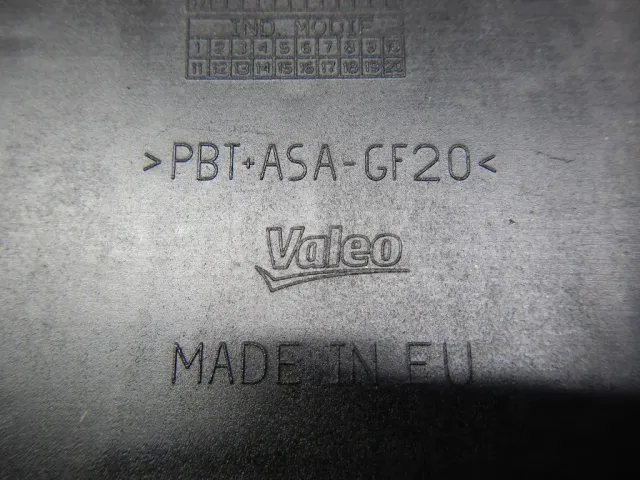 IND. MODIF
1 2 3 4 5 6 7 8 9 10
11 12 13 14 15 16 17 18 19 20
>PBT+ASA-GF20<
Valeo
MADE IN EU